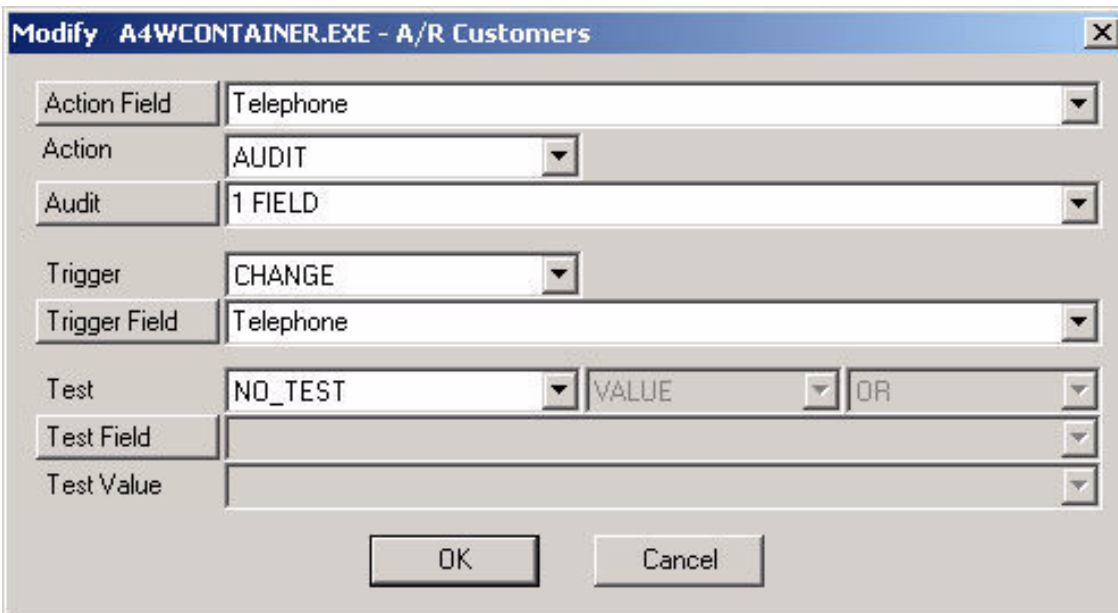 Modify A4WCONTAINER.EXE - A/R Customers
Action Field Telephone
Action AUDIT
Audit 1 FIELD
Trigger CHANGE
Trigger Field Telephone
Test NO_TEST VALUE OR
Test Field
Test Value
OK Cancel